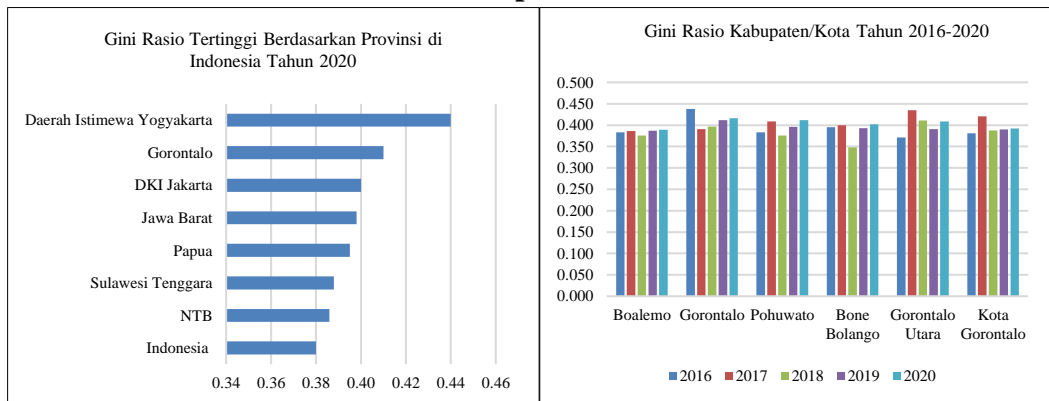 Gini Rasio Tertinggi Berdasarkan Provinsi di
Indonesia Tahun 2020
Daerah Istimewa Yogyakarta
Gorontalo
DKI Jakarta
Jawa Barat
Papua
Sulawesi Tenggara
NTB
Indonesia
0.34 0.36 0.38 0.40 0.42 0.44 0.46
Gini Rasio Kabupaten/Kota Tahun 2016-2020
0.500
0.450
0.400
0.350
0.300
0.250
0.200
0.150
0.100
0.050
0.000
Boalemo Gorontalo Pohuwato Bone Gorontalo Kota
Bolango Utara Gorontalo
2016 2017 2018 2019 2020